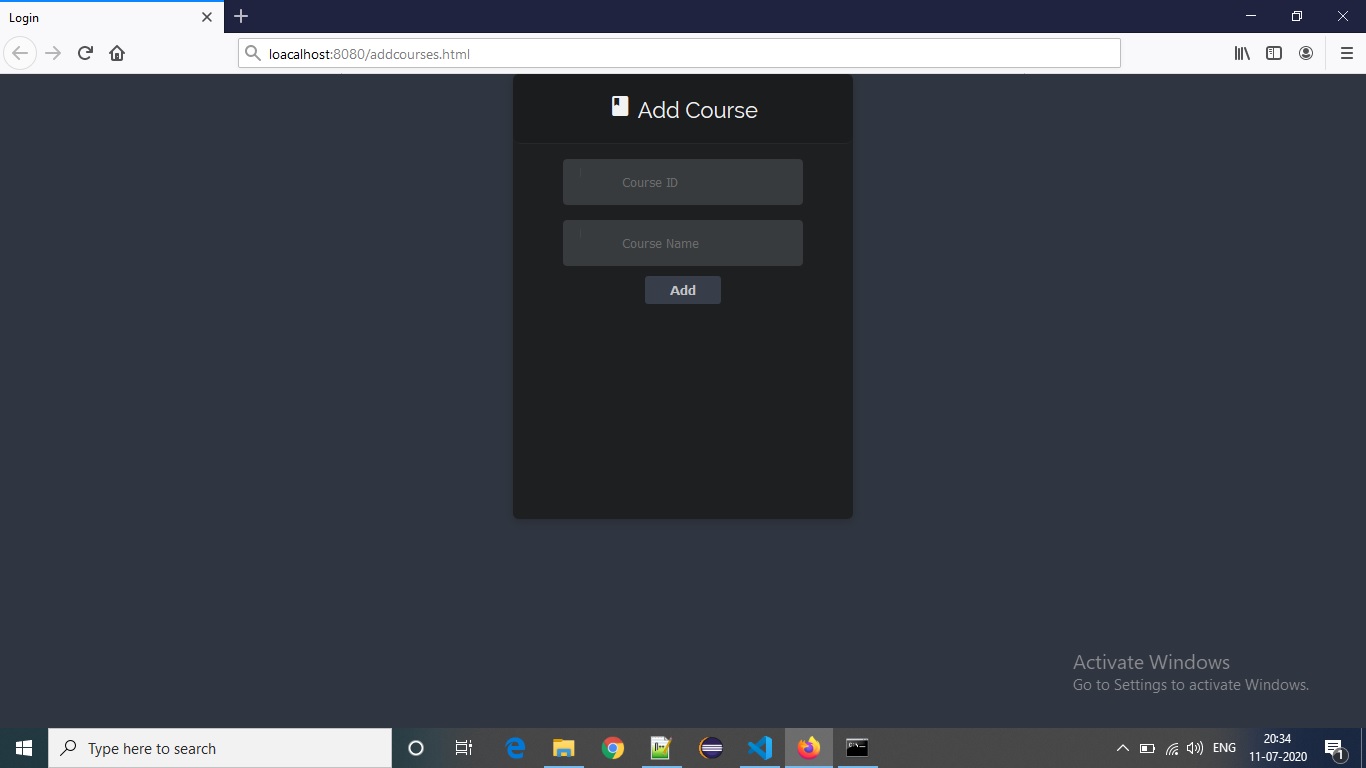 Login
loacalhost:8080/addcourses.html
Add Course
Course ID
Course Name
Add
Activate Windows
Go to Settings to activate Windows.
Type here to search
ENG
20:34
11-07-2020
1